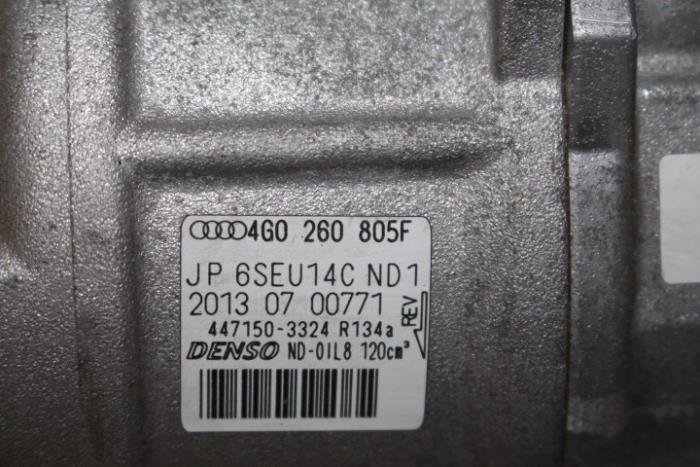 4G0 260 805F
JP 6SEU14C ND1
2013 07 00771
447150-3324 R134a
REV
DENSO ND-OIL8 120cm³